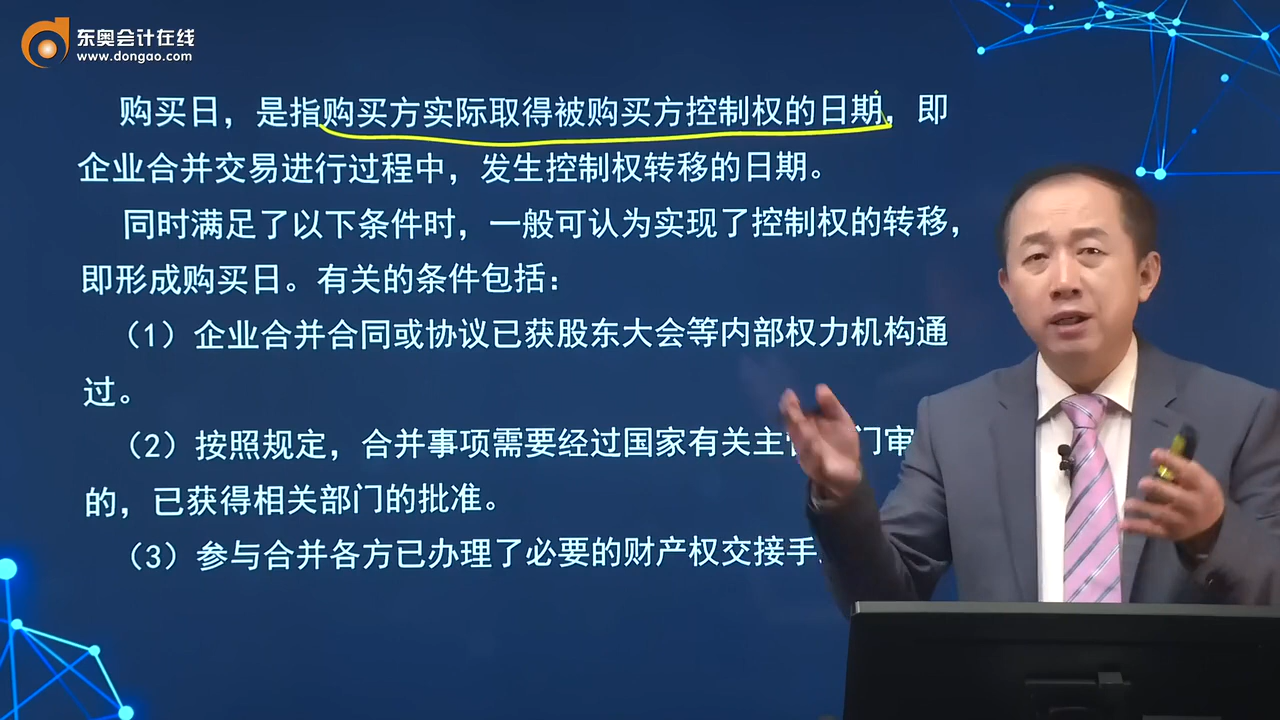 东奥会计在线
www.dongao.com
购买日，是指购买方实际取得被购买方控制权的日期，即
企业合并交易进行过程中，发生控制权转移的日期。
同时满足了以下条件时，一般可认为实现了控制权的转移，
即形成购买日。有关的条件包括：
（1）企业合并合同或协议已获股东大会等内部权力机构通
过。
（2）按照规定，合并事项需要经过国家有关主 门审
的，已获得相关部门的批准。
（3）参与合并各方已办理了必要的财产权交接手